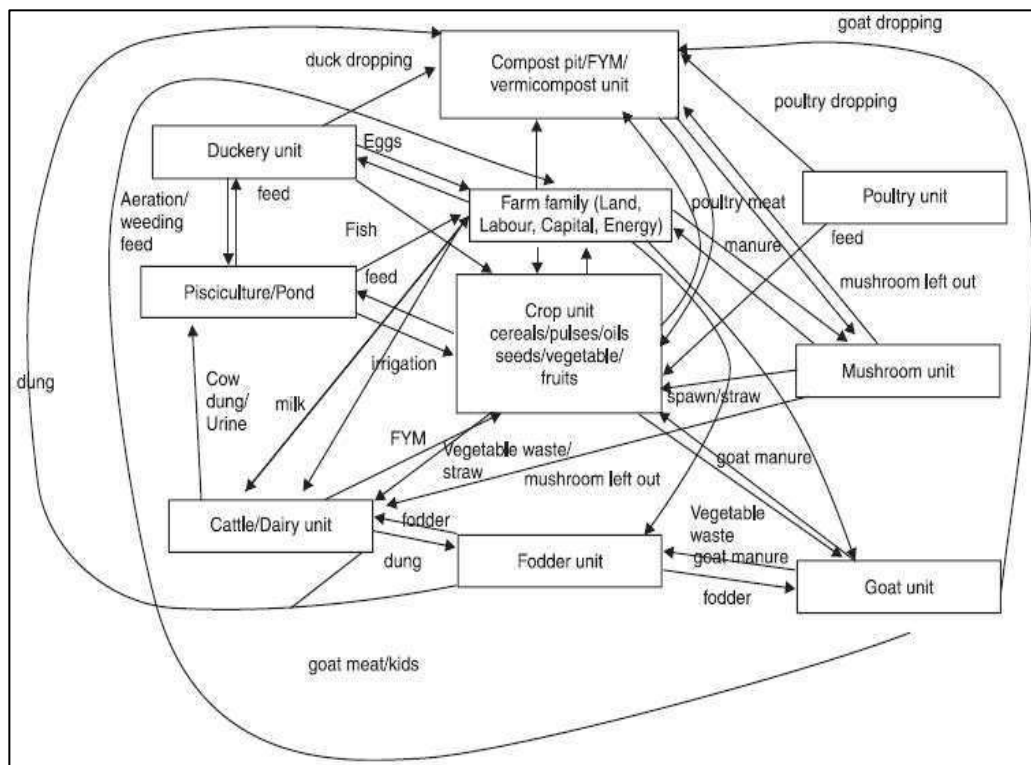 goat dropping
duck dropping
Compost pit/FYM/
vermicompost unit
poultry dropping
Duckery unit
Eggs
Poultry unit
Farm family (Land,
Labour, Capital, Energy)
poultry meat
Aeration/
weeding
feed
feed
Fish
manure
feed
feed
mushroom left out
Pisciculture/Pond
Crop unit
cereals/pulses/oils
seeds/vegetable/
fruits
irrigation
Mushroom unit
dung
Cow
dung/
Urine
milk
spawn/straw
FYM
Vegetable waste/
straw
goat manure
mushroom left out
Cattle/Dairy unit
fodder
Vegetable
waste
goat manure
dung
Fodder unit
fodder
Goat unit
goat meat/kids